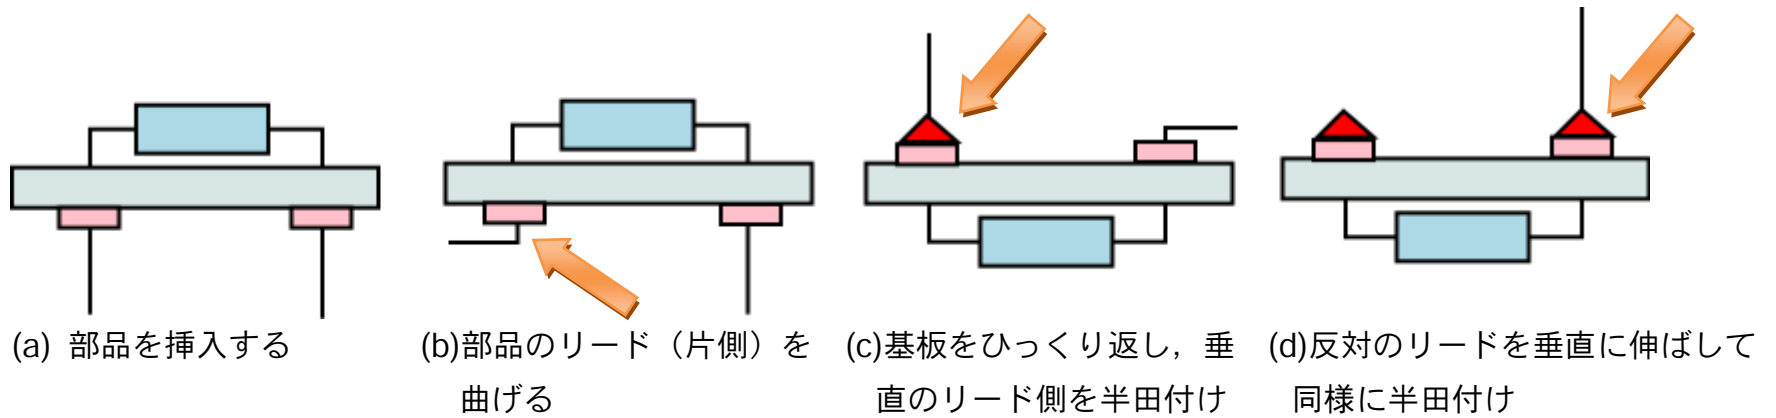 (a) 部品を挿入する
(b)部品のリード（片側）を
曲げる
(c)基板をひっくり返し，垂
直のリード側を半田付け
(d)反対のリードを垂直に伸ばして
同様に半田付け